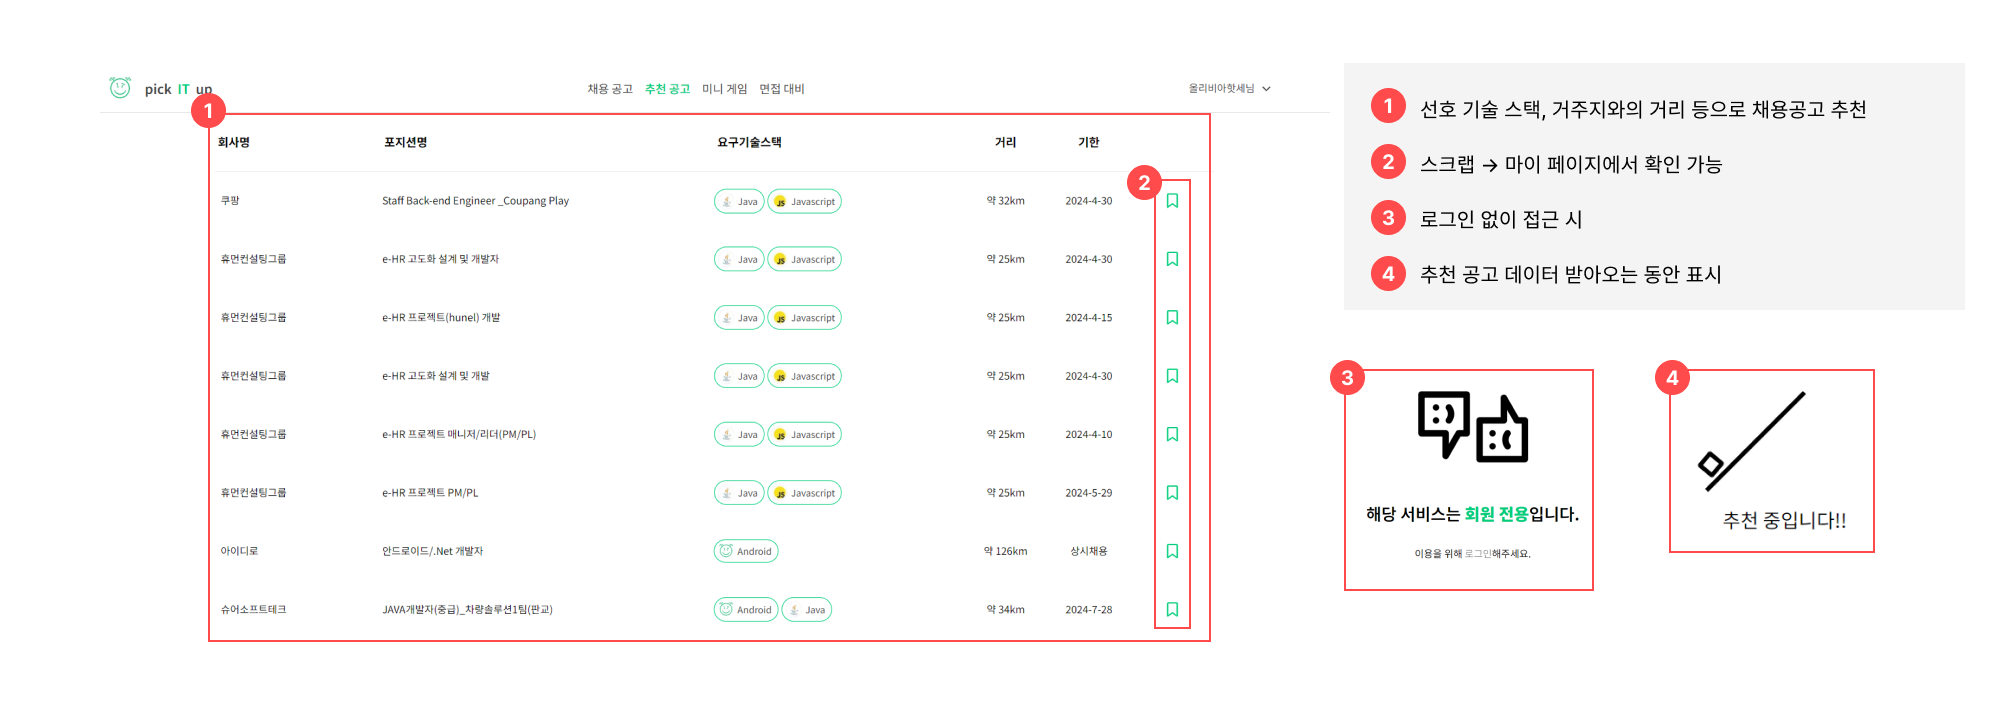 pick IT up
채용 공고 추천 공고 미니 게임 면접 대비
올리비아핫세님
1
회사명 포지션명 요구기술스택 거리 기한
2
쿠팡 Staff Back-end Engineer _Coupang Play Java JS Javascript 약 32km 2024-4-30
휴먼컨설팅그룹 e-HR 고도화 설계 및 개발자 Java JS Javascript 약 25km 2024-4-30
휴먼컨설팅그룹 e-HR 프로젝트(hunel) 개발 Java JS Javascript 약 25km 2024-4-15
휴먼컨설팅그룹 e-HR 고도화 설계 및 개발 Java JS Javascript 약 25km 2024-4-30
휴먼컨설팅그룹 e-HR 프로젝트 매니저/리더(PM/PL) Java JS Javascript 약 25km 2024-4-10
휴먼컨설팅그룹 e-HR 프로젝트 PM/PL Java JS Javascript 약 25km 2024-5-29
아이디로 안드로이드/.Net 개발자 Android 약 126km 상시채용
슈어소프트테크 JAVA개발자(중급)_차량솔루션1팀(판교) Android Java 약 34km 2024-7-28
1 선호 기술 스택, 거주지와의 거리 등으로 채용공고 추천
2 스크랩 → 마이 페이지에서 확인 가능
3 로그인 없이 접근 시
4 추천 공고 데이터 받아오는 동안 표시
3
해당 서비스는 회원 전용입니다.
이용을 위해 로그인해주세요.
4
추천 중입니다!!